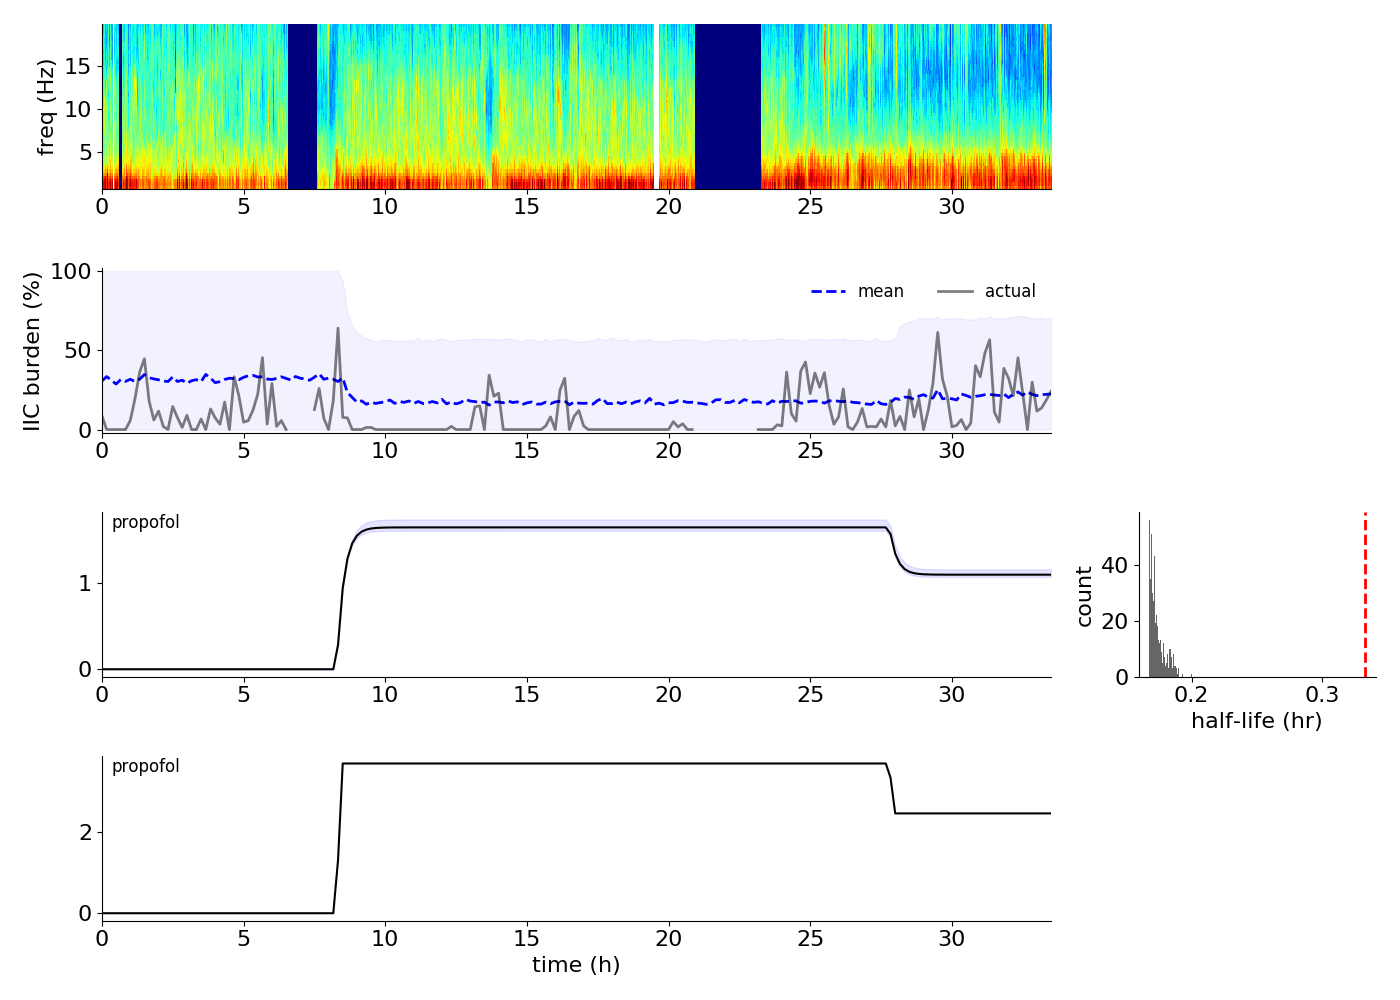 freq (Hz)
15
10
5
0 5 10 15 20 25 30
IIC burden (%)
100
50
0
mean actual
0 5 10 15 20 25 30
propofol
1
0
0 5 10 15 20 25 30
count
40
20
0
0.2 0.3
half-life (hr)
propofol
2
0
0 5 10 15 20 25 30
time (h)